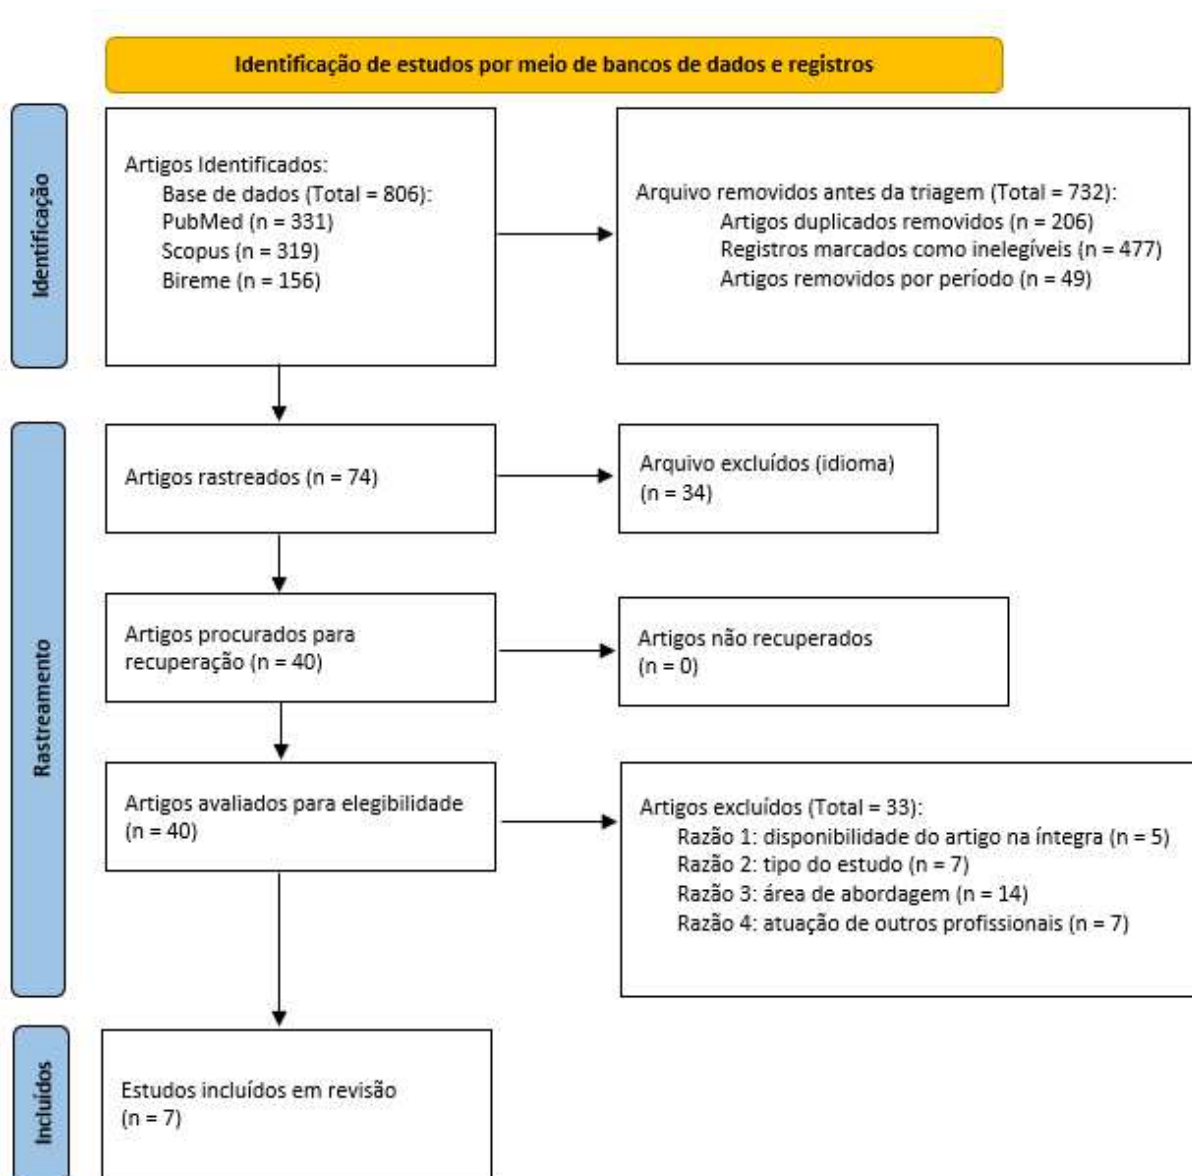 Identificação de estudos por meio de bancos de dados e registros
Identificação
Artigos Identificados:
Base de dados (Total = 806):
PubMed (n = 331)
Scopus (n = 319)
Bireme (n = 156)
Arquivo removidos antes da triagem (Total = 732):
Artigos duplicados removidos (n = 206)
Registros marcados como inelegíveis (n = 477)
Artigos removidos por período (n = 49)
Rastreamento
Artigos rastreados (n = 74)
Arquivo excluídos (idioma)
(n = 34)
Artigos procurados para
recuperação (n = 40)
Artigos não recuperados
(n = 0)
Artigos avaliados para elegibilidade
(n = 40)
Artigos excluídos (Total = 33):
Razão 1: disponibilidade do artigo na íntegra (n = 5)
Razão 2: tipo do estudo (n = 7)
Razão 3: área de abordagem (n = 14)
Razão 4: atuação de outros profissionais (n = 7)
Incluídos
Estudos incluídos em revisão
(n = 7)